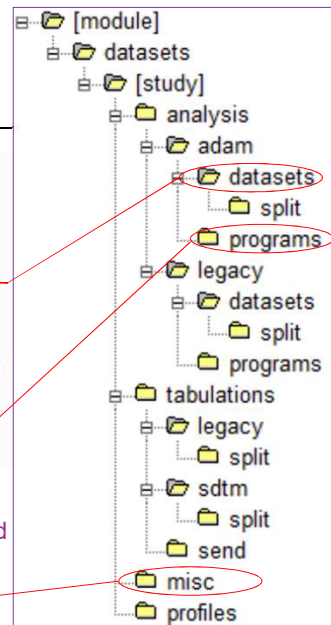 [module]
datasets
[study]
analysis
adam
datasets
split
programs
legacy
datasets
split
programs
tabulations
legacy
split
sdtm
split
send
misc
profiles